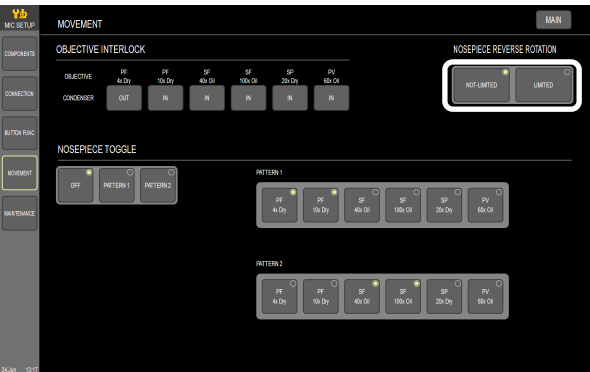 MIC SETUP
MOVEMENT
MAIN
COMPONENTS
CONNECTION
BUTTON FUNC
MOVEMENT
MAINTENANCE
24.Jun 13:17
OBJECTIVE INTERLOCK
OBJECTIVE PF 4x Dry PF 10x Dry SF 40x Oil SF 100x Oil SP 20x Dry PV 60x Oil
CONDENSER OUT IN IN IN IN IN
NOSEPIECE REVERSE ROTATION
NOT-LIMITED LIMITED
NOSEPIECE TOGGLE
OFF PATTERN 1 PATTERN 2
PATTERN 1
PF PF SF SF SP PV
4x Dry 10x Dry 40x Oil 100x Oil 20x Dry 60x Oil
PATTERN 2
PF PF SF SF SP PV
4x Dry 10x Dry 40x Oil 100x Oil 20x Dry 60x Oil